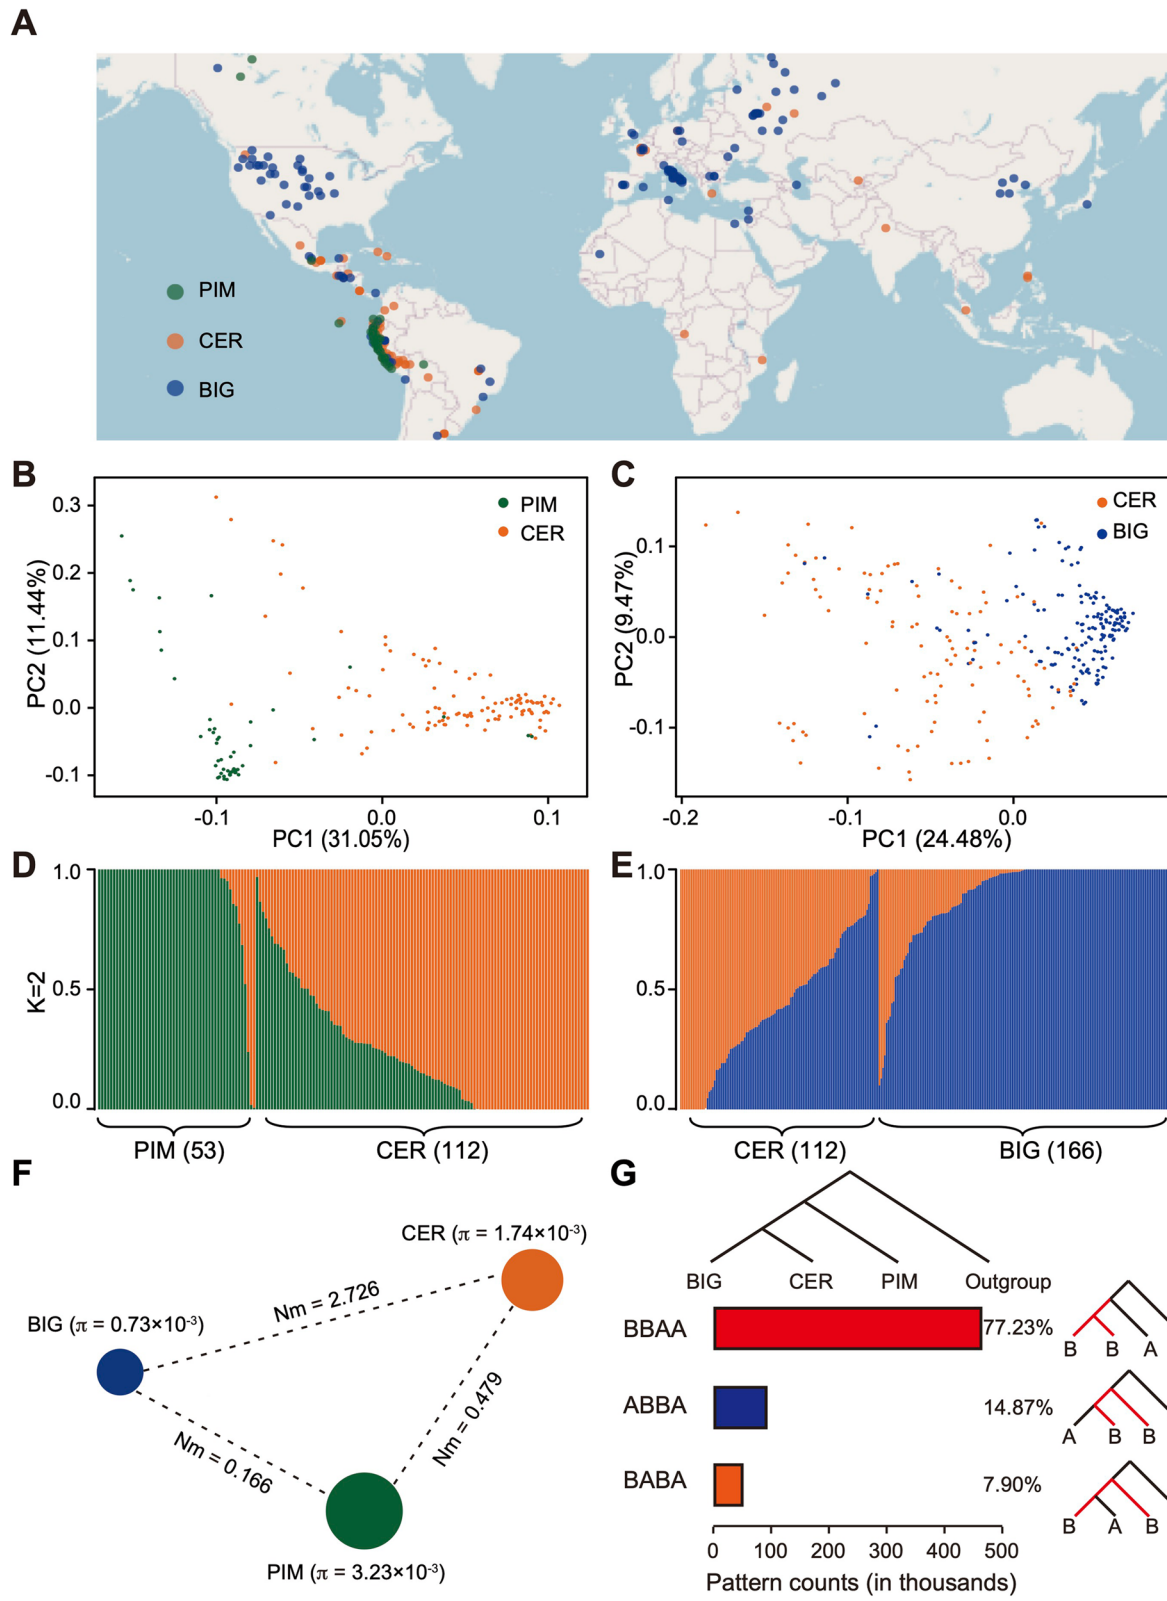 A
PIM
CER
BIG
B
PC2 (11.44%)
0.3
0.2
0.1
0.0
-0.1
PIM
CER
-0.1
0.0
0.1
PC1 (31.05%)
C
PC2 (9.47%)
0.1
0.0
-0.1
CER
BIG
-0.2
-0.1
0.0
PC1 (24.48%)
D
K=2
1.0
0.5
0.0
PIM (53)
CER (112)
E
1.0
0.5
0.0
CER (112)
BIG (166)
F
CER (π = 1.74×10⁻³)
Nm = 2.726
BIG (π = 0.73×10⁻³)
Nm = 0.479
Nm = 0.166
PIM (π = 3.23×10⁻³)
G
BIG CER PIM Outgroup
BBAA
77.23%
B B A
ABBA
14.87%
A B B
BABA
7.90%
B A B
0 100 200 300 400 500
Pattern counts (in thousands)